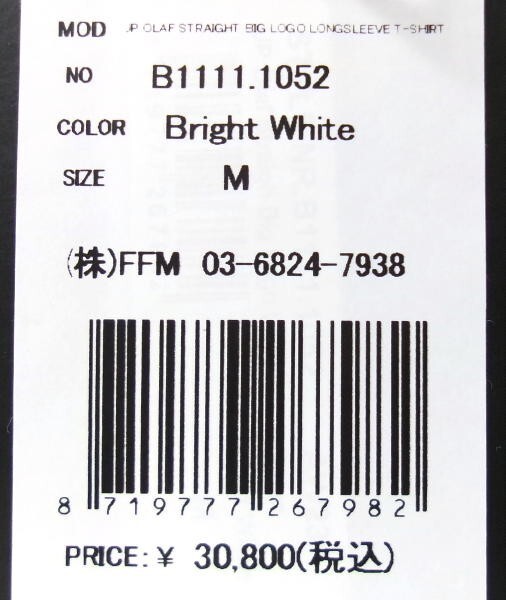 MOD .P OLAF STRAIGHT BIG LOGO LONGSLEEVE T-SHIRT
NO B1111.1052
COLOR Bright White
SIZE M
(株)FFM 03-6824-7938
8 719777 267982
PRICE: ¥ 30,800(税込)